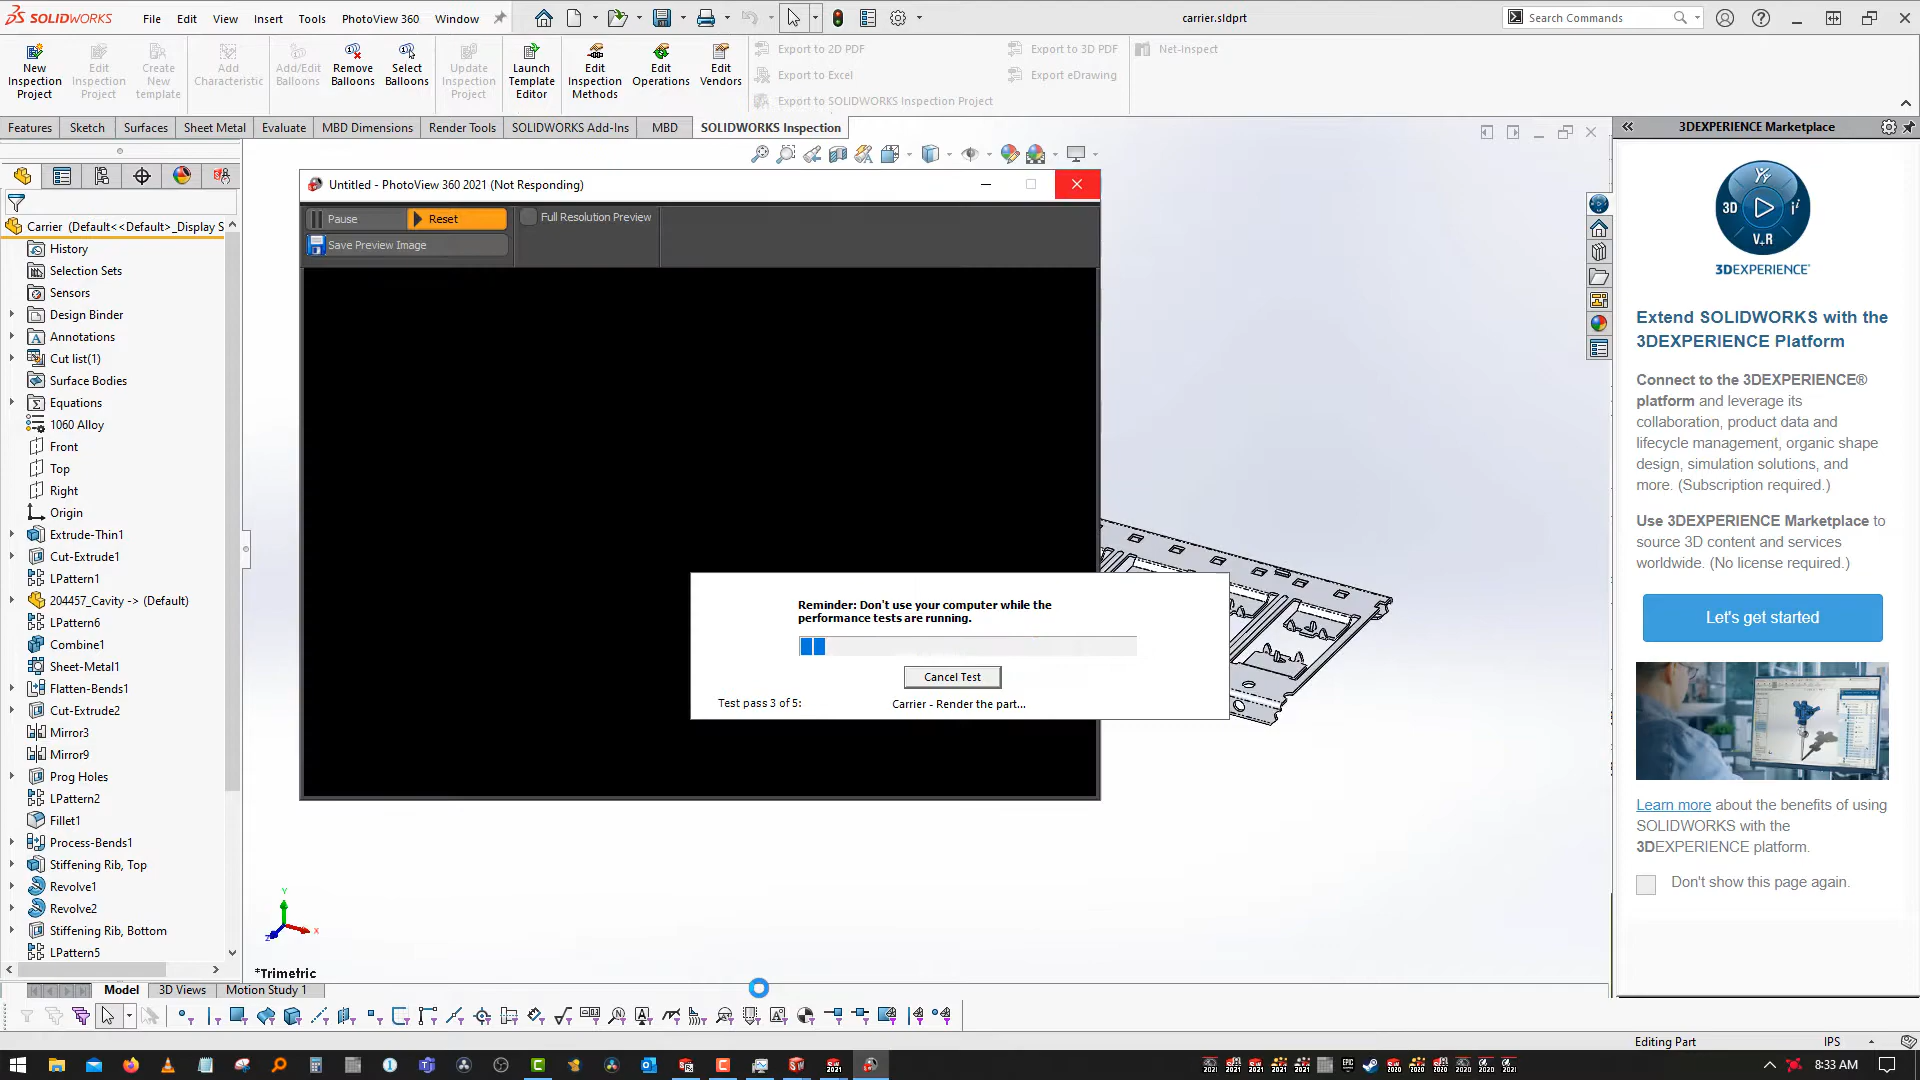 SOLIDWORKS
File Edit View Insert Tools PhotoView 360 Window
carrier.sldprt
Search Commands
New Inspection Project
Edit Inspection Project
Create New template
Add Characteristic
Add/Edit Balloons
Remove Balloons
Select Balloons
Update Inspection Project
Launch Template Editor
Edit Inspection Methods
Edit Operations
Edit Vendors
Export to 2D PDF
Export to Excel
Export to SOLIDWORKS Inspection Project
Export to 3D PDF
Export eDrawing
Net-Inspect
Features Sketch Surfaces Sheet Metal Evaluate MBD Dimensions Render Tools SOLIDWORKS Add-Ins MBD SOLIDWORKS Inspection
Carrier (Default<<Default>_Display S
History
Selection Sets
Sensors
Design Binder
Annotations
Cut list(1)
Surface Bodies
Equations
1060 Alloy
Front
Top
Right
Origin
Extrude-Thin1
Cut-Extrude1
LPattern1
204457_Cavity -> (Default)
LPattern6
Combine1
Sheet-Metal1
Flatten-Bends1
Cut-Extrude2
Mirror3
Mirror9
Prog Holes
LPattern2
Fillet1
Process-Bends1
Stiffening Rib, Top
Revolve1
Revolve2
Stiffening Rib, Bottom
LPattern5
Untitled - PhotoView 360 2021 (Not Responding)
Pause
Reset
Full Resolution Preview
Save Preview Image
Reminder: Don't use your computer while the
performance tests are running.
Cancel Test
Test pass 3 of 5:
Carrier - Render the part...
Y
X
Z
*Trimetric
Model 3D Views Motion Study 1
3DEXPERIENCE Marketplace
3D
V+R
3DEXPERIENCE
Extend SOLIDWORKS with the
3DEXPERIENCE Platform
Connect to the 3DEXPERIENCE®
platform and leverage its
collaboration, product data and
lifecycle management, organic shape
design, simulation solutions, and
more. (Subscription required.)
Use 3DEXPERIENCE Marketplace to
source 3D content and services
worldwide. (No license required.)
Let's get started
Learn more about the benefits of using
SOLIDWORKS with the
3DEXPERIENCE platform.
Don't show this page again.
Editing Part
IPS
8:33 AM